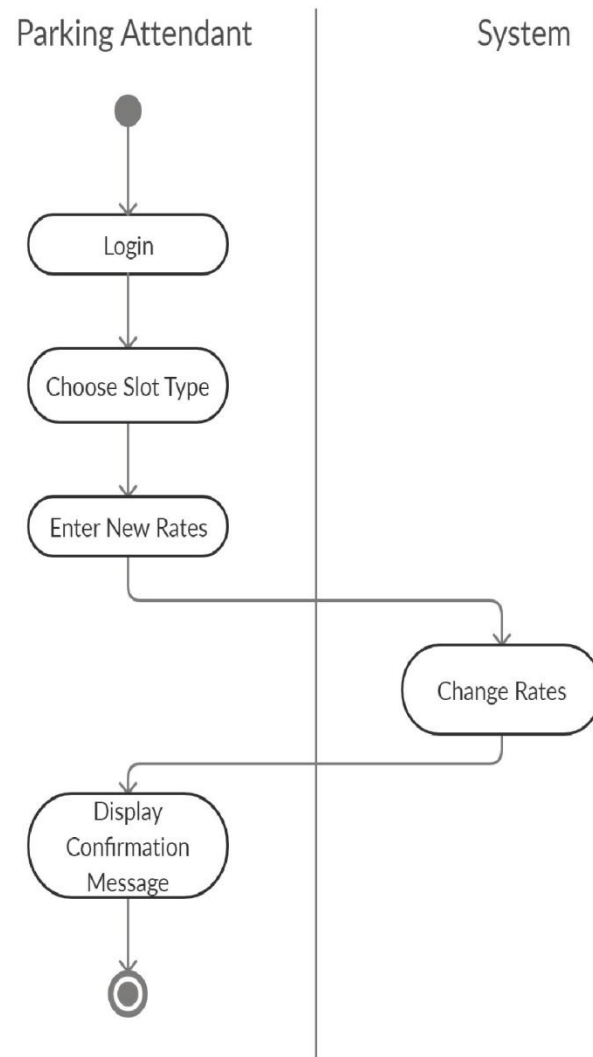 Parking Attendant
System
Login
Choose Slot Type
Enter New Rates
Change Rates
Display
Confirmation
Message